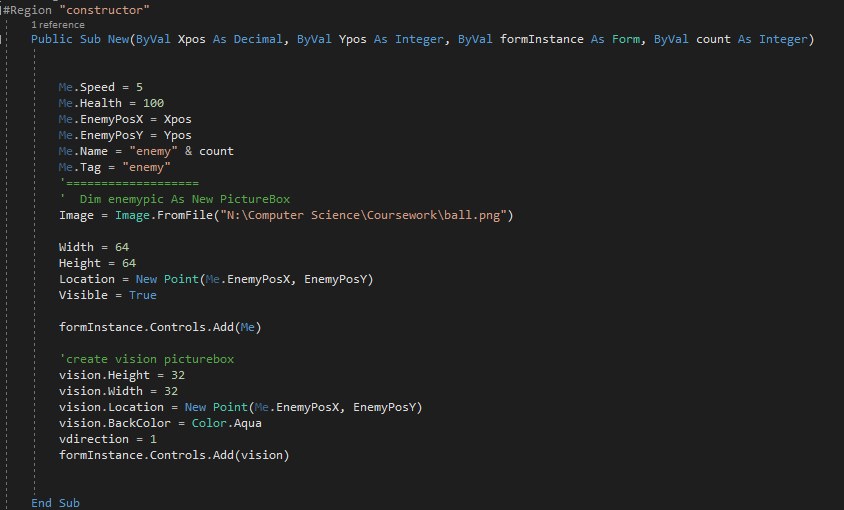 #Region "constructor"
1 reference
Public Sub New(ByVal Xpos As Decimal, ByVal Ypos As Integer, ByVal formInstance As Form, ByVal count As Integer)
Me.Speed = 5
Me.Health = 100
Me.EnemyPosX = Xpos
Me.EnemyPosY = Ypos
Me.Name = "enemy" & count
Me.Tag = "enemy"
'===================
'  Dim enemypic As New PictureBox
Image = Image.FromFile("N:\Computer Science\Coursework\ball.png")
Width = 64
Height = 64
Location = New Point(Me.EnemyPosX, EnemyPosY)
Visible = True
formInstance.Controls.Add(Me)
'create vision picturebox
vision.Height = 32
vision.Width = 32
vision.Location = New Point(Me.EnemyPosX, EnemyPosY)
vision.BackColor = Color.Aqua
vdirection = 1
formInstance.Controls.Add(vision)
End Sub